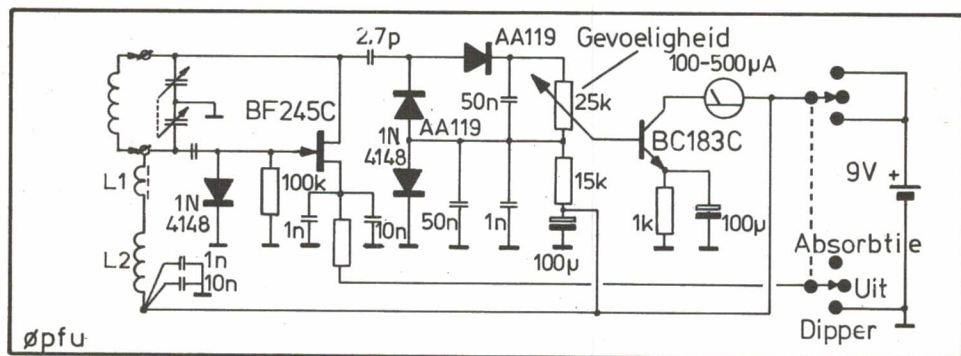 2,7p
AA119
Gevoeligheid
100-500µA
50n
25k
BF245C
AA119
1N
4148
BC183C
L1
1N
4148
100k
1n
10n
50n
1n
15k
100µ
1k
100µ
9V +
L2
1n
10n
Absorbtie
Uit
Dipper
øpfu